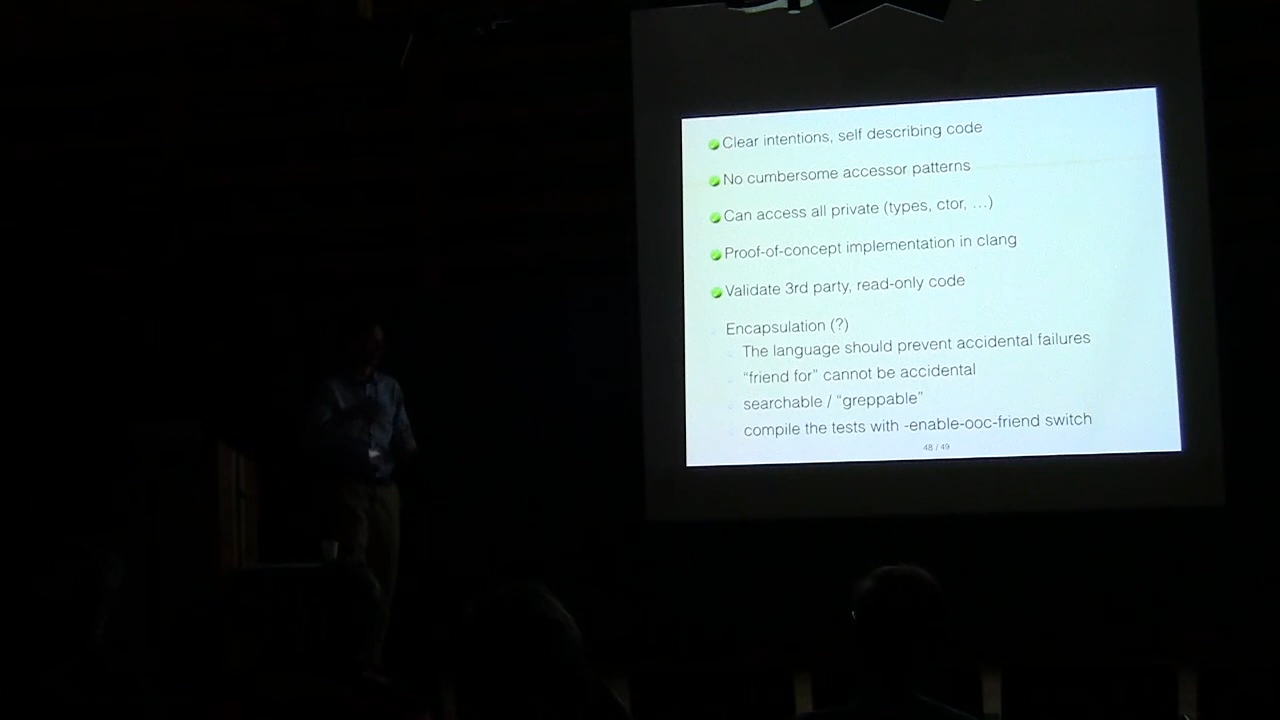 Clear intentions, self describing code
No cumbersome accessor patterns
Can access all private (types, ctor, ...)
Proof-of-concept implementation in clang
Validate 3rd party, read-only code
Encapsulation (?)
The language should prevent accidental failures
“friend for” cannot be accidental
searchable / “greppable”
compile the tests with -enable-ooc-friend switch
48 / 49